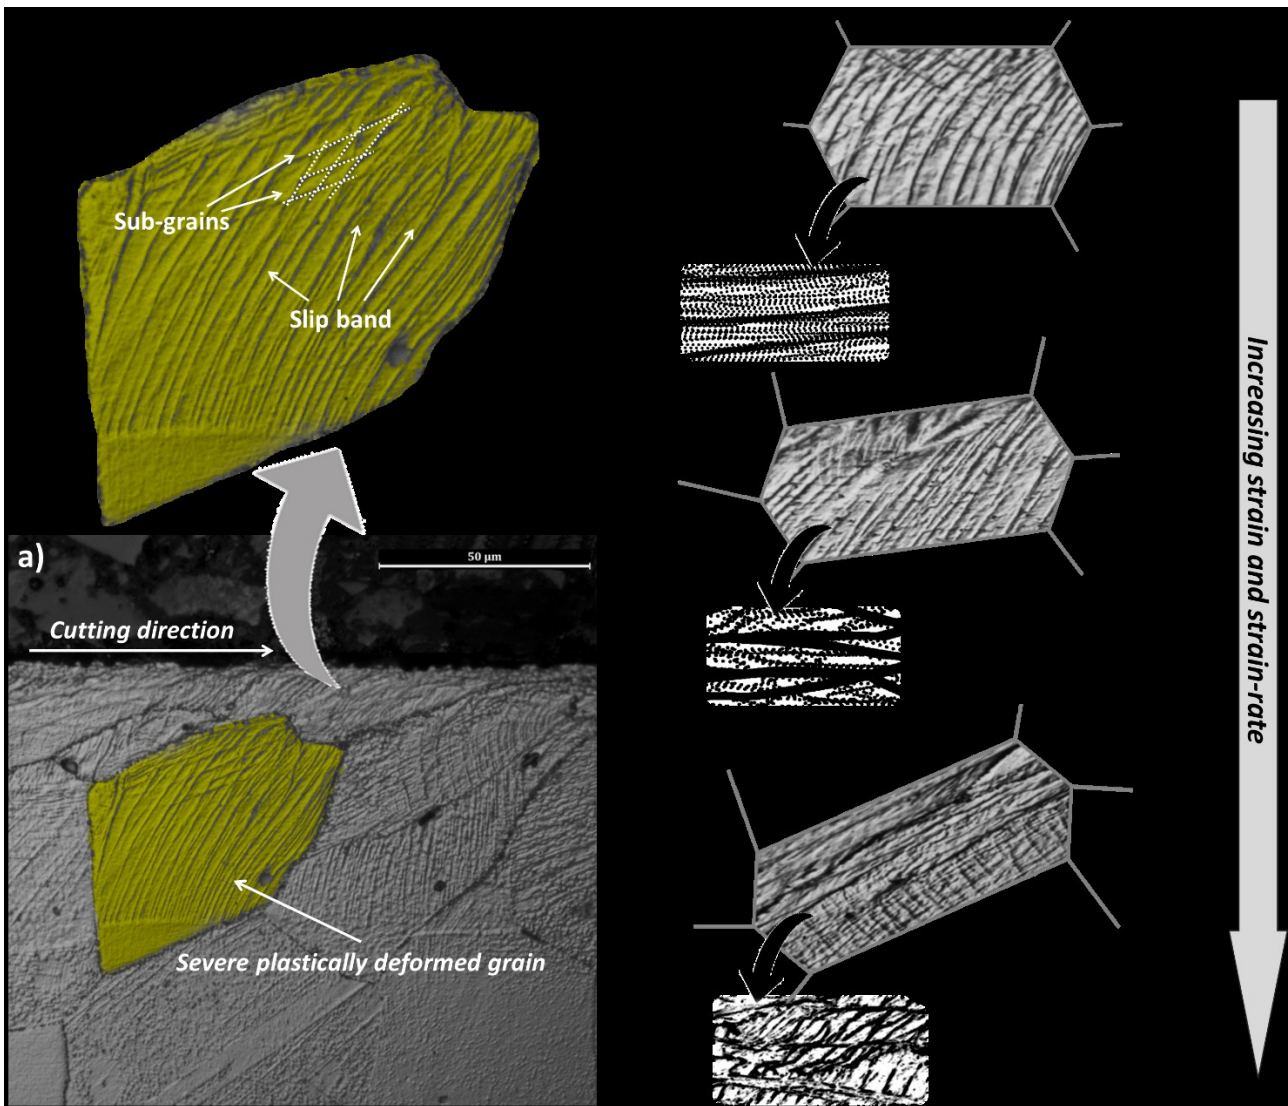 Sub-grains
Slip band
a)
50 μm
Cutting direction
Severe plastically deformed grain
Increasing strain and strain-rate